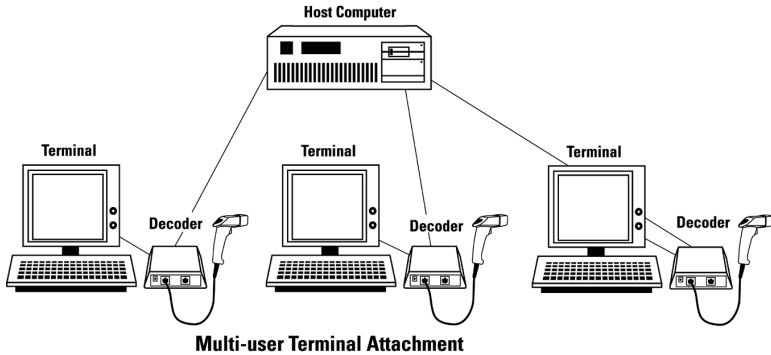 Host Computer
Terminal
Terminal
Terminal
Decoder
Decoder
Decoder
Multi-user Terminal Attachment